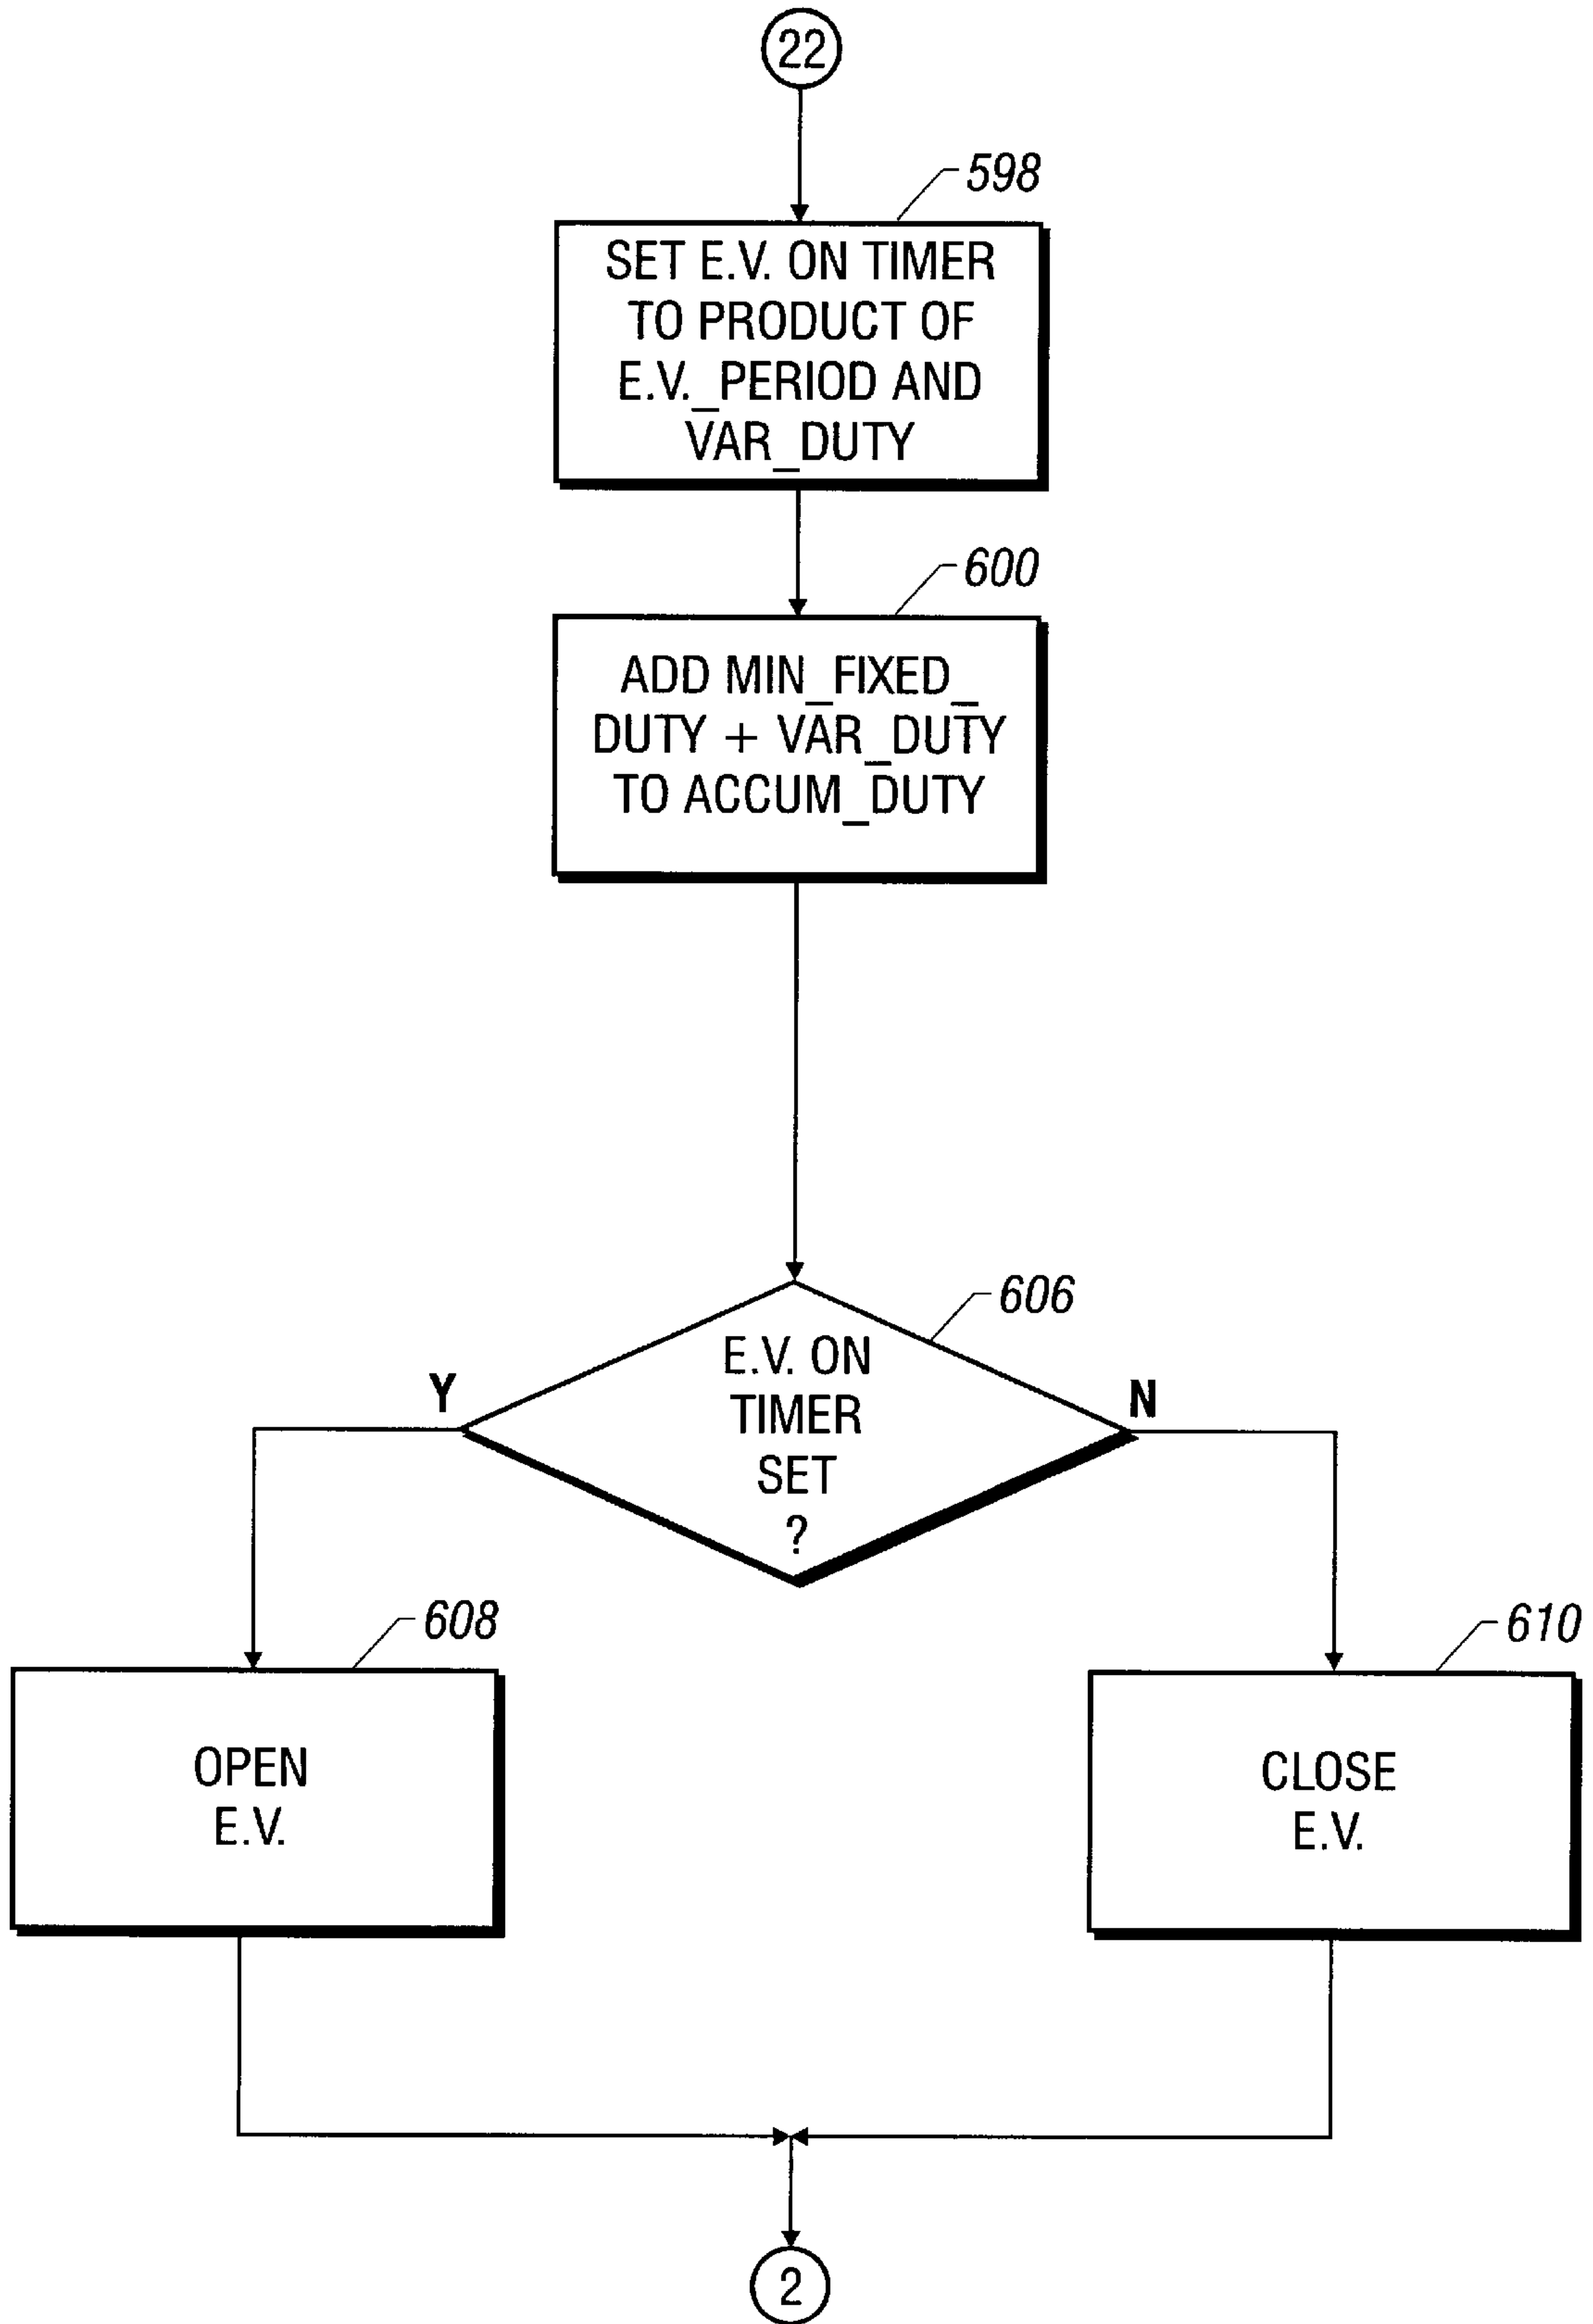 22
598
SET E.V. ON TIMER
TO PRODUCT OF
E.V._PERIOD AND
VAR_DUTY
600
ADD MIN_FIXED_
DUTY + VAR_DUTY
TO ACCUM_DUTY
606
E.V. ON
TIMER
SET
?
Y
N
608
OPEN
E.V.
610
CLOSE
E.V.
2